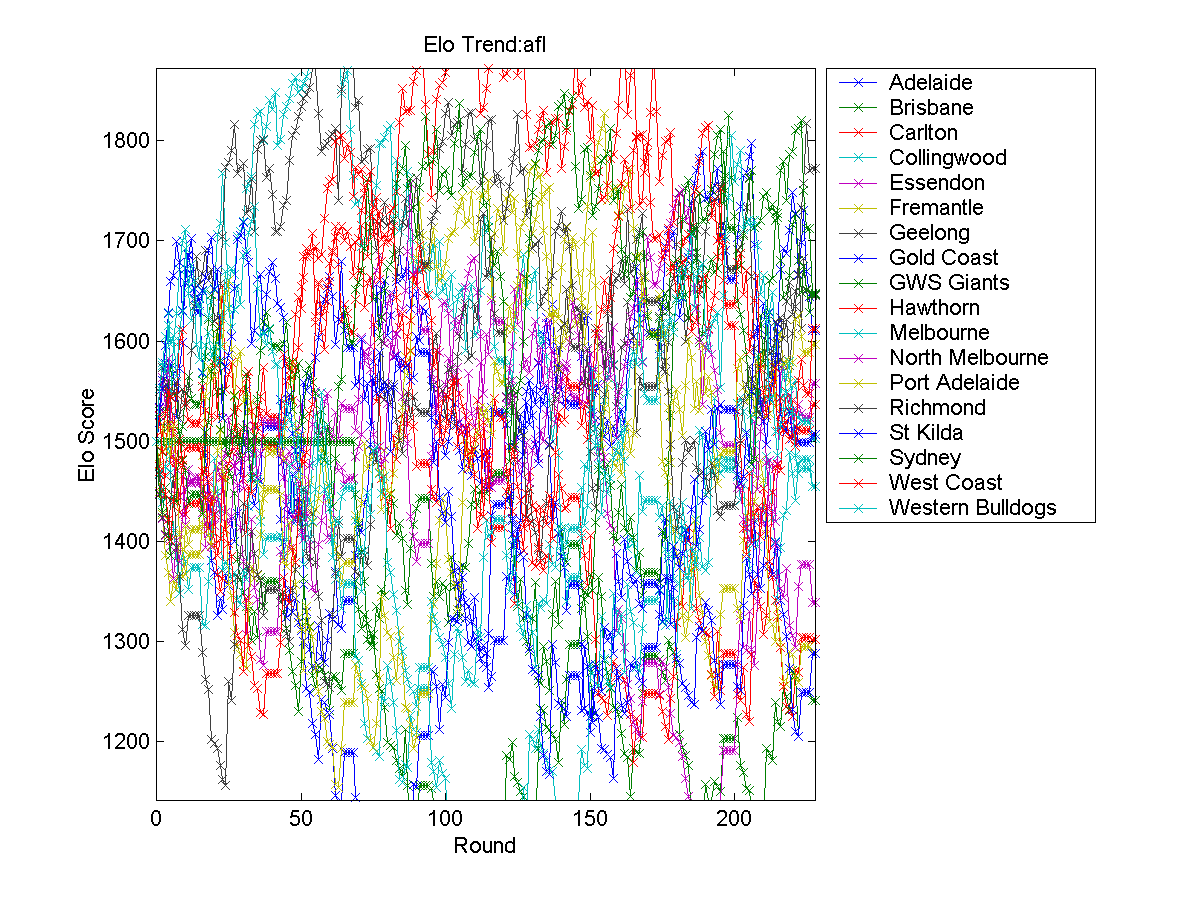 Elo Trend:afl
Elo Score
1800
1700
1600
1500
1400
1300
1200
0 50 100 150 200
Round
Adelaide
Brisbane
Carlton
Collingwood
Essendon
Fremantle
Geelong
Gold Coast
GWS Giants
Hawthorn
Melbourne
North Melbourne
Port Adelaide
Richmond
St Kilda
Sydney
West Coast
Western Bulldogs